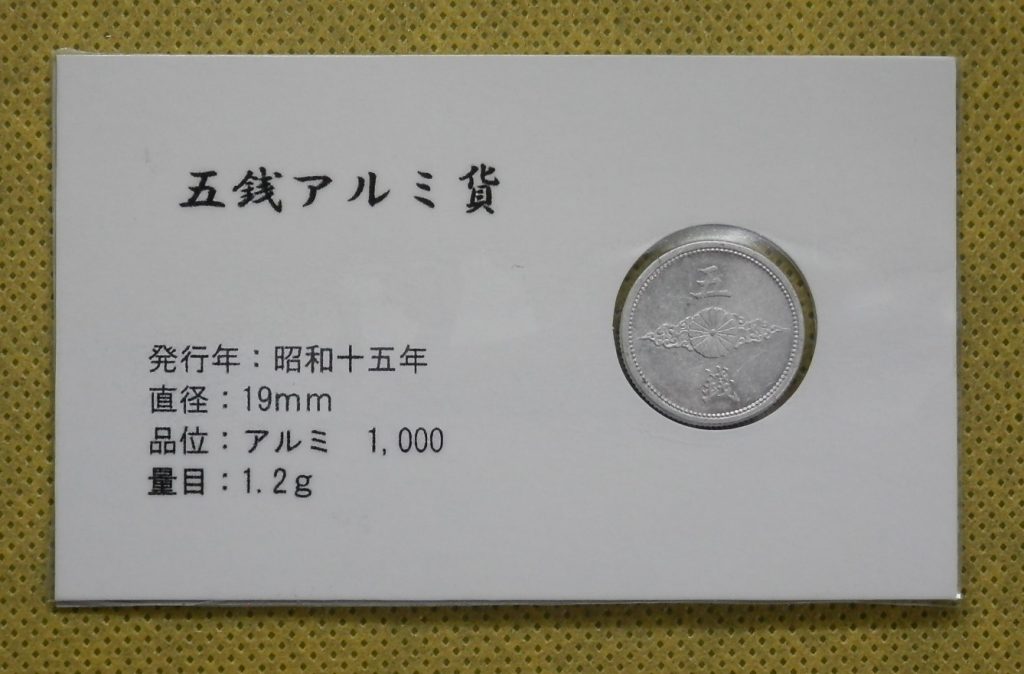 五銭アルミ貨
発行年：昭和十五年
直径：19mm
品位：アルミ　1,000
量目：1.2g
五
錢